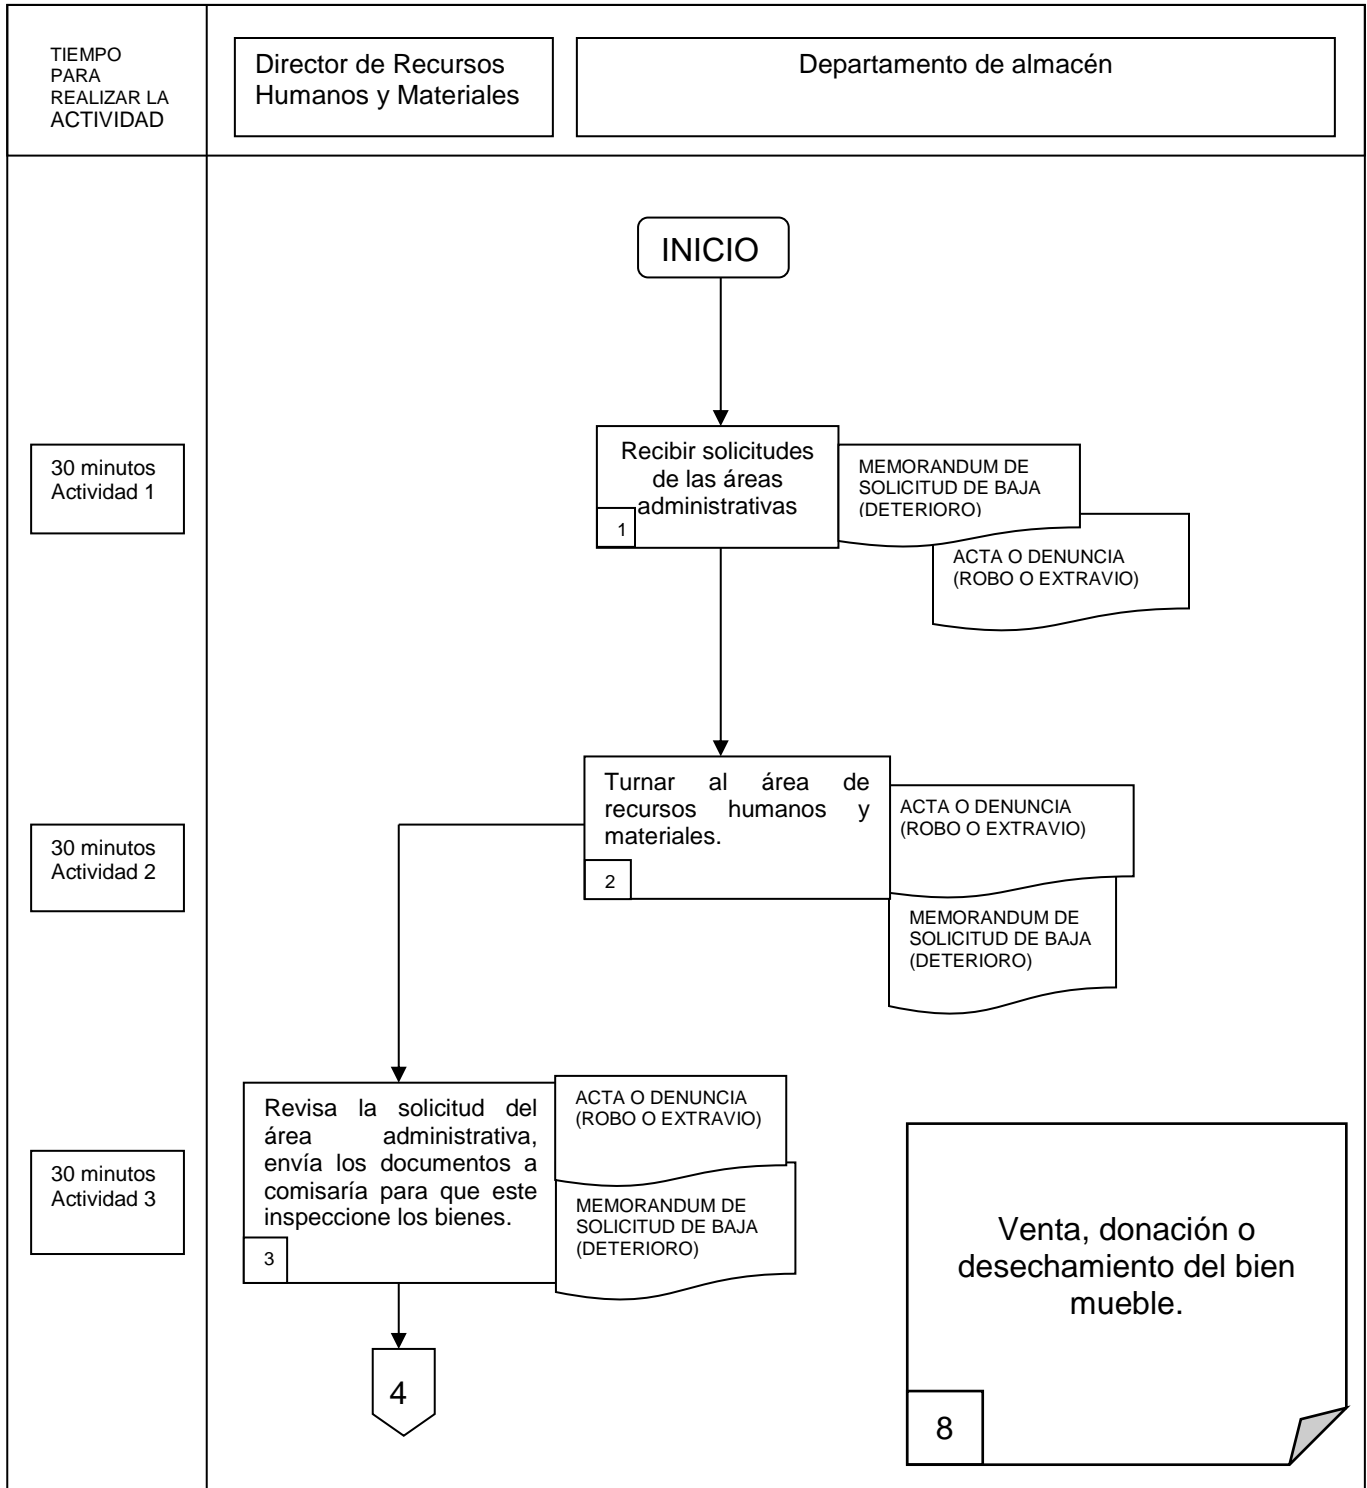 TIEMPO
PARA
REALIZAR LA
ACTIVIDAD
Director de Recursos
Humanos y Materiales
Departamento de almacén
INICIO
30 minutos
Actividad 1
Recibir solicitudes
de las áreas
administrativas
1
MEMORANDUM DE
SOLICITUD DE BAJA
(DETERIORO)
ACTA O DENUNCIA
(ROBO O EXTRAVIO)
30 minutos
Actividad 2
Turnar al área de
recursos humanos y
materiales.
2
ACTA O DENUNCIA
(ROBO O EXTRAVIO)
MEMORANDUM DE
SOLICITUD DE BAJA
(DETERIORO)
30 minutos
Actividad 3
Revisa la solicitud del
área administrativa,
envía los documentos a
comisaría para que este
inspeccione los bienes.
3
ACTA O DENUNCIA
(ROBO O EXTRAVIO)
MEMORANDUM DE
SOLICITUD DE BAJA
(DETERIORO)
4
Venta, donación o
desechamiento del bien
mueble.
8